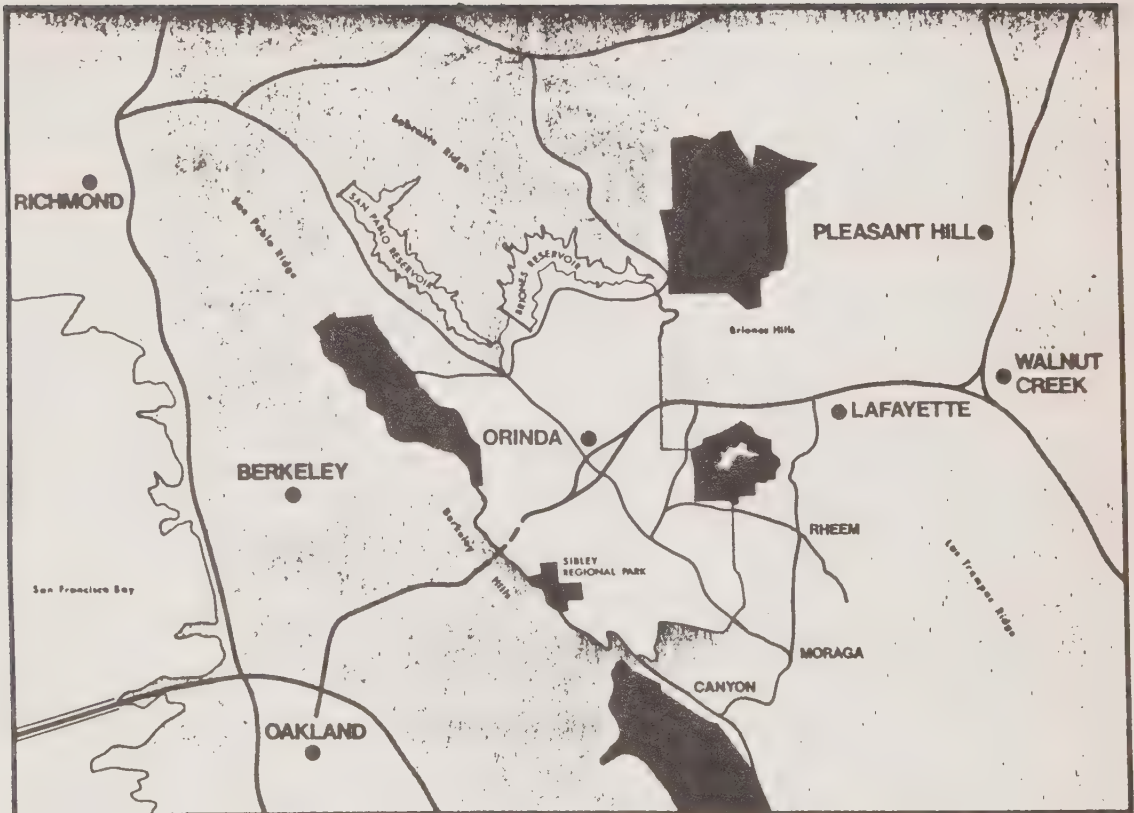 Sobrante Ridge
RICHMOND
San Pablo Ridge
SAN PABLO RESERVOIR
BRIONES RESERVOIR
PLEASANT HILL
Briones Hills
WALNUT
CREEK
LAFAYETTE
ORINDA
BERKELEY
Berkeley Hills
RHEEM
SIBLEY
REGIONAL PARK
Las Trampas Ridge
San Francisco Bay
MORAGA
CANYON
OAKLAND